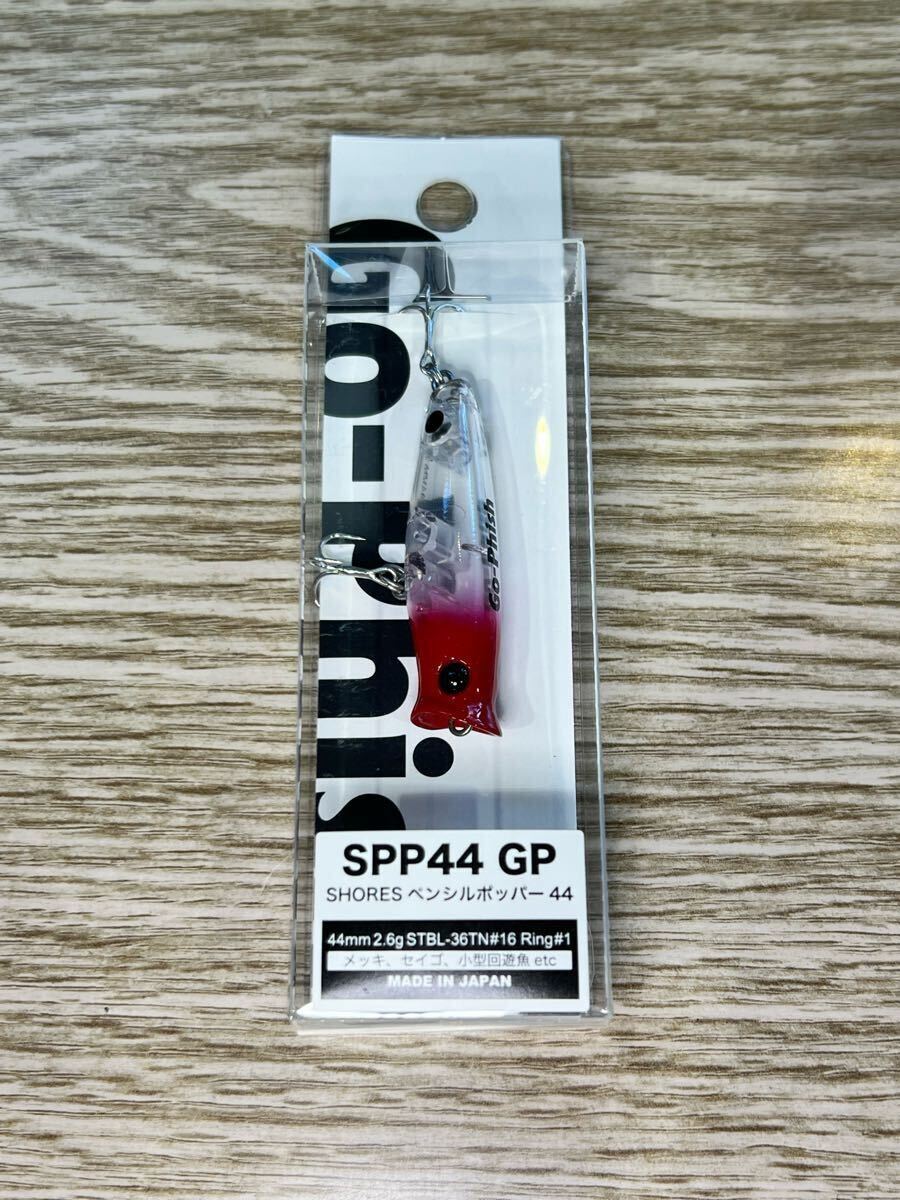 Go-Phis
Go-Phish
SPP44 GP
SHORES ペンシルポッパー 44
44mm 2.6g STBL-36TN#16 Ring#1
メッキ、セイゴ、小型回遊魚 etc
MADE IN JAPAN